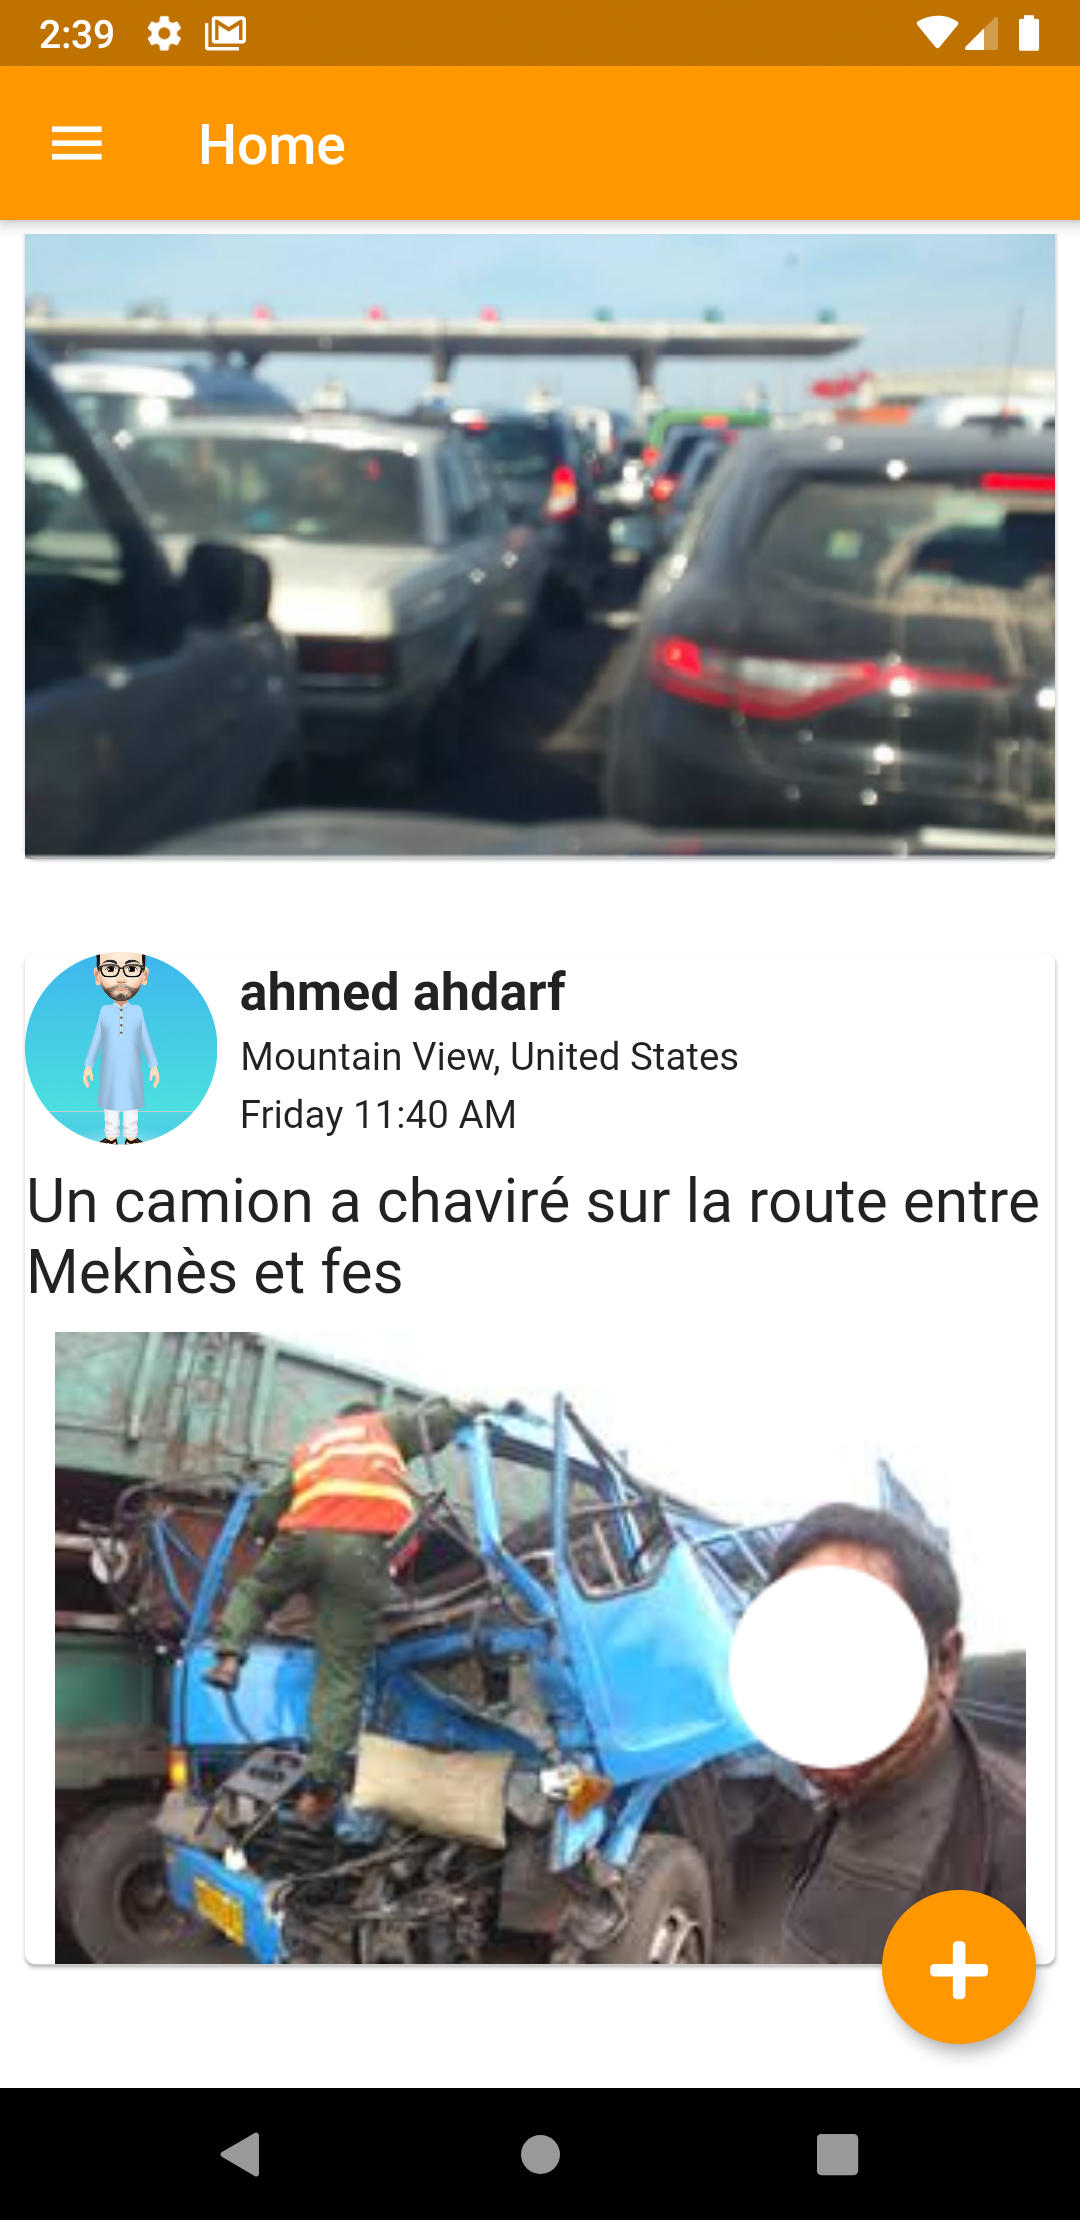 2:39
Home
ahmed ahdarf
Mountain View, United States
Friday 11:40 AM
Un camion a chaviré sur la route entre
Meknès et fes